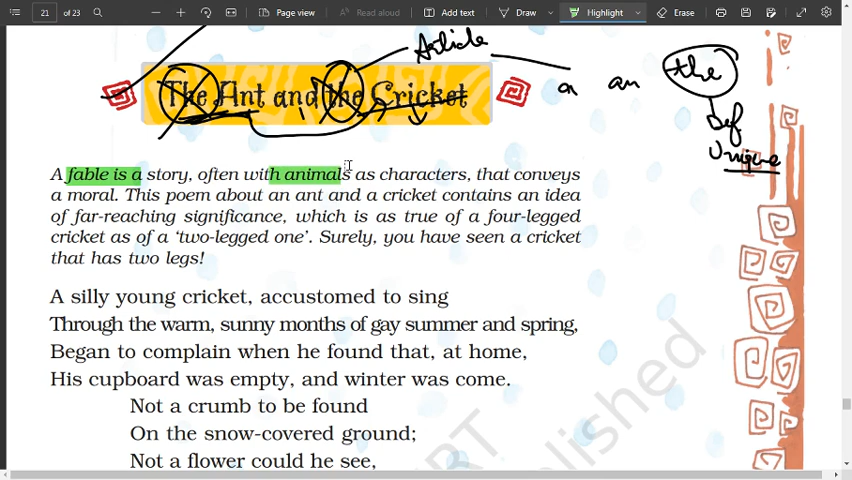 21 of 23 Page view Read aloud Add text Draw Highlight Erase
Article
The Ant and the Cricket
a an the
Def
Unique
A fable is a story, often with animals as characters, that conveys
a moral. This poem about an ant and a cricket contains an idea
of far-reaching significance, which is as true of a four-legged
cricket as of a ‘two-legged one’. Surely, you have seen a cricket
that has two legs!
A silly young cricket, accustomed to sing
Through the warm, sunny months of gay summer and spring,
Began to complain when he found that, at home,
His cupboard was empty, and winter was come.
Not a crumb to be found
On the snow-covered ground;
Not a flower could he see,